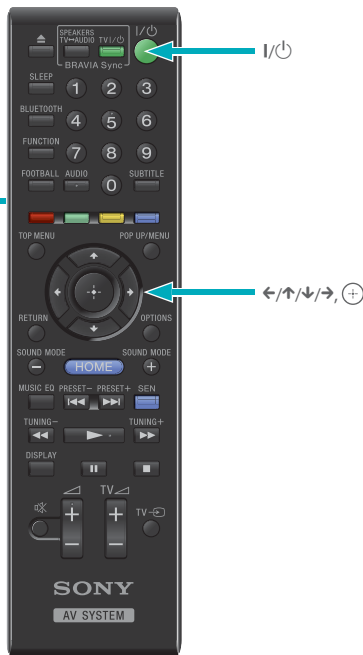 SPEAKERS
TV↔AUDIO TV I/⏻ I/⏻
BRAVIA Sync
I/⏻
SLEEP
1 2 3
BLUETOOTH
4 5 6
FUNCTION
7 8 9
FOOTBALL AUDIO SUBTITLE
0
TOP MENU POP UP/MENU
←/↑/↓/→, ⊕
RETURN OPTIONS
SOUND MODE SOUND MODE
− HOME +
MUSIC EQ PRESET− PRESET+ SEN
TUNING− TUNING+
DISPLAY
TV
+ +
TV
− −
SONY
AV SYSTEM